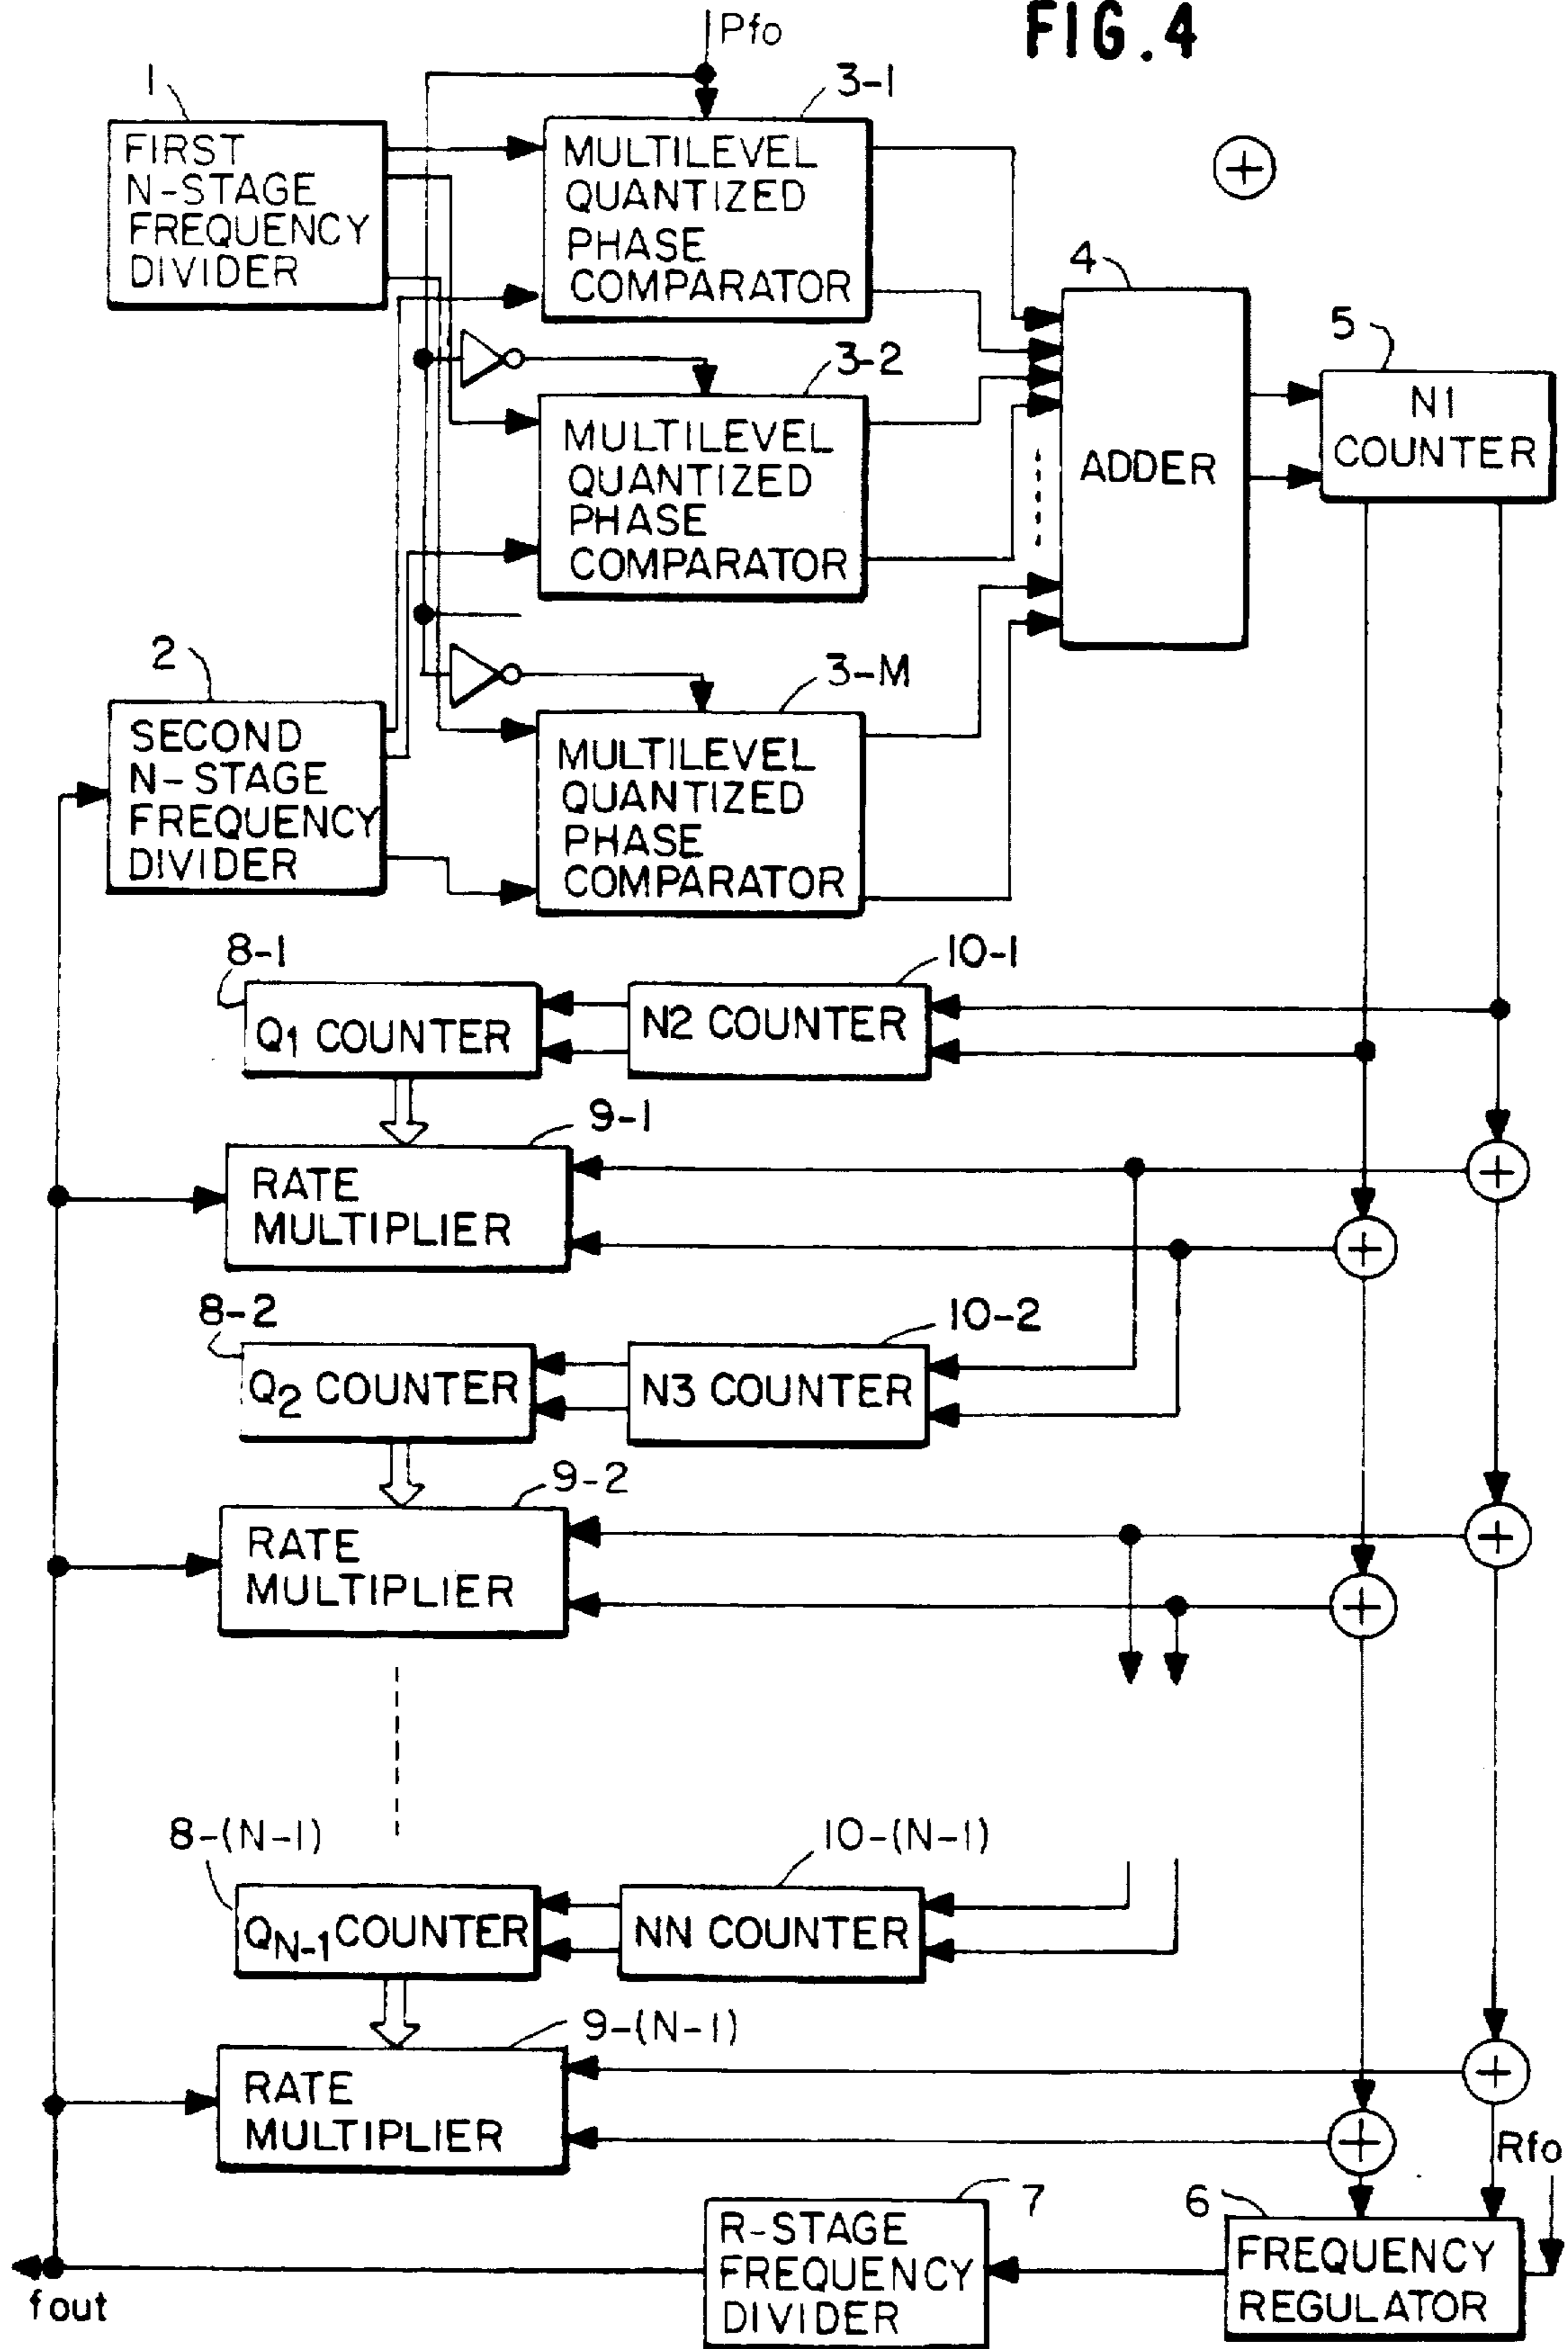 FIG.4
Pfo
1
3-1
FIRST
N-STAGE
FREQUENCY
DIVIDER
MULTILEVEL
QUANTIZED
PHASE
COMPARATOR
+
4
ADDER
5
N1
COUNTER
3-2
MULTILEVEL
QUANTIZED
PHASE
COMPARATOR
2
SECOND
N-STAGE
FREQUENCY
DIVIDER
3-M
MULTILEVEL
QUANTIZED
PHASE
COMPARATOR
8-1
Q1 COUNTER
10-1
N2 COUNTER
9-1
RATE
MULTIPLIER
+
+
8-2
Q2 COUNTER
10-2
N3 COUNTER
9-2
RATE
MULTIPLIER
+
+
8-(N-1)
QN-1 COUNTER
10-(N-1)
NN COUNTER
9-(N-1)
RATE
MULTIPLIER
+
+
Rfo
7
R-STAGE
FREQUENCY
DIVIDER
6
FREQUENCY
REGULATOR
fout